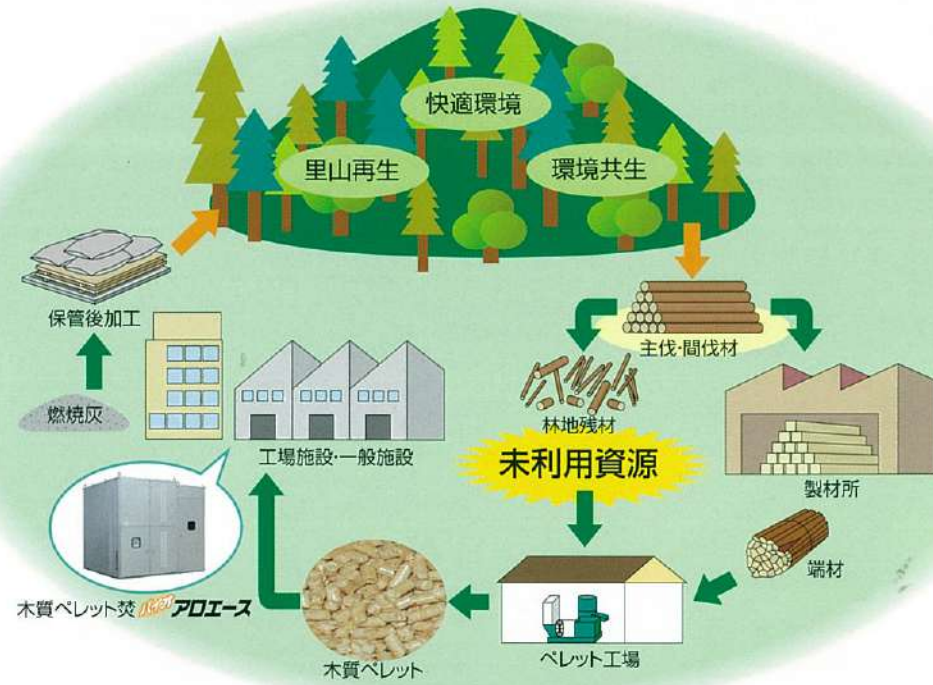 快適環境
里山再生
環境共生
保管後加工
主伐・間伐材
燃焼灰
林地残材
工場施設・一般施設
未利用資源
製材所
端材
木質ペレット焚 バイオ アロエース
木質ペレット
ペレット工場